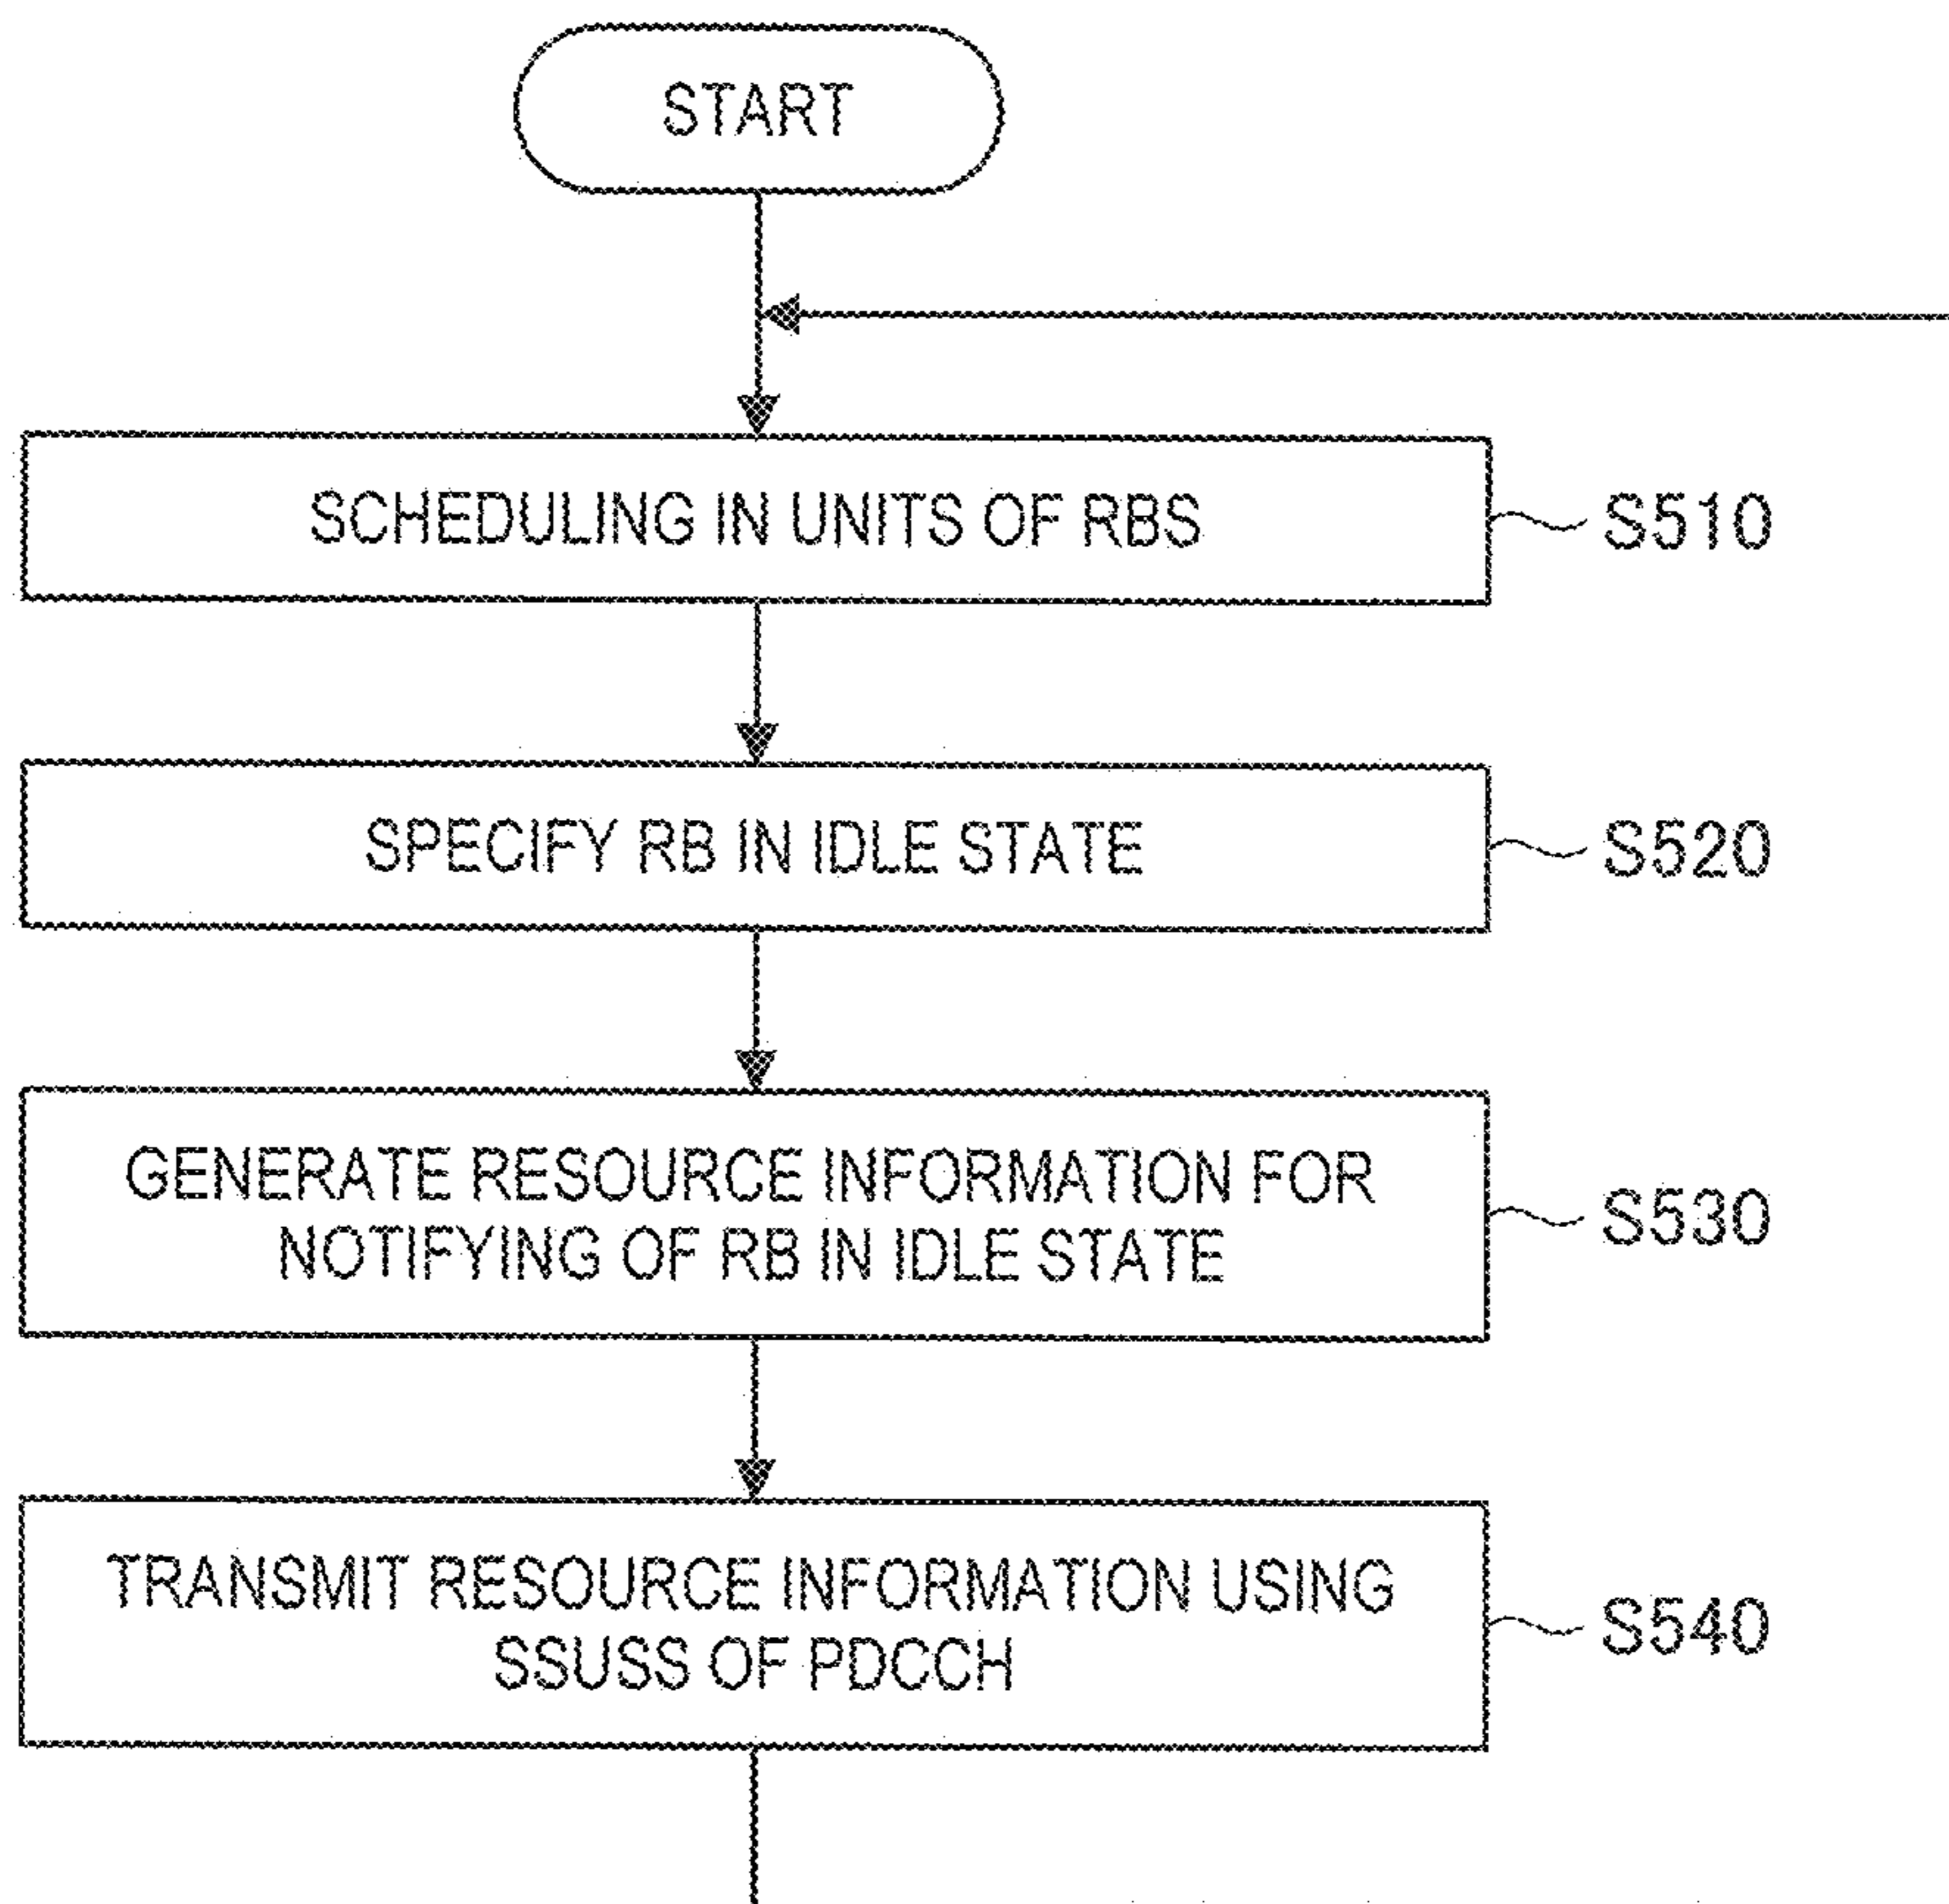 START
SCHEDULING IN UNITS OF RBS
S510
SPECIFY RB IN IDLE STATE
S520
GENERATE RESOURCE INFORMATION FOR
NOTIFYING OF RB IN IDLE STATE
S530
TRANSMIT RESOURCE INFORMATION USING
SSUSS OF PDCCH
S540